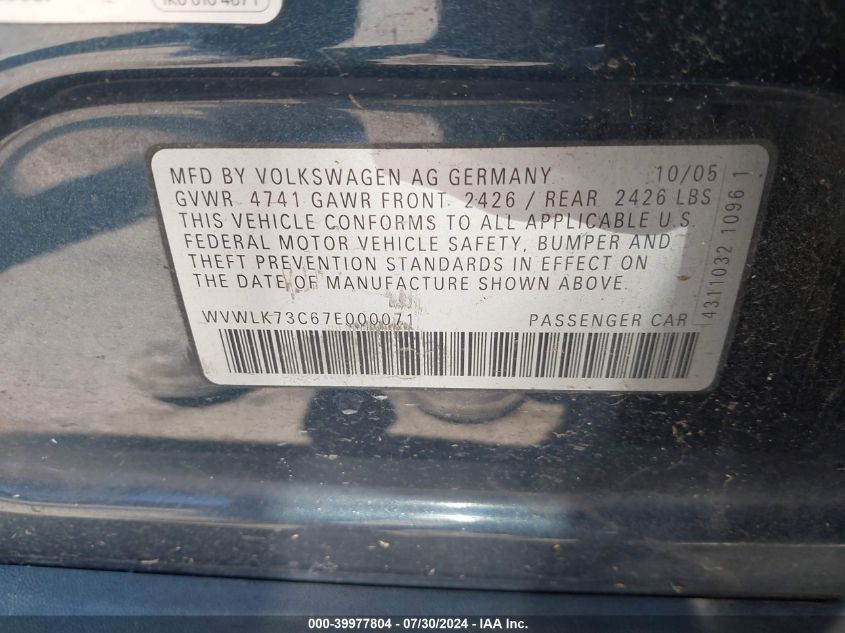 MFD BY VOLKSWAGEN AG GERMANY 10/05
GVWR 4741 GAWR FRONT 2426 / REAR 2426 LBS
THIS VEHICLE CONFORMS TO ALL APPLICABLE U S
FEDERAL MOTOR VEHICLE SAFETY, BUMPER AND
THEFT PREVENTION STANDARDS IN EFFECT ON
THE DATE OF MANUFACTURE SHOWN ABOVE.
WVWLK73C67E000071 PASSENGER CAR
4311032 1096 1
000-39977804 / 07/30/2024 - IAA Inc.